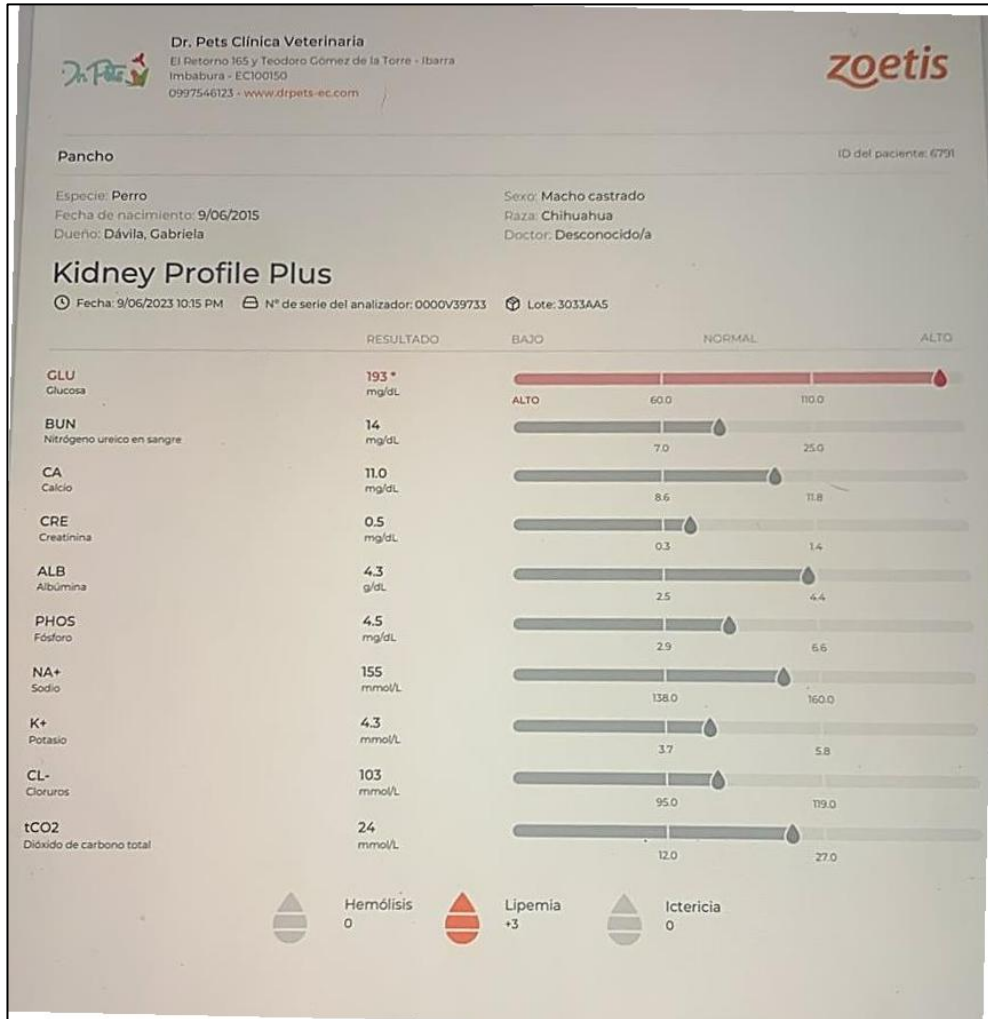 Dr. Pets
Dr. Pets Clínica Veterinaria
El Retorno 165 y Teodoro Gómez de la Torre - Ibarra
Imbabura - EC100150
0997546123 - www.drpets-ec.com
zoetis
Pancho ID del paciente: 6791
Especie: Perro Sexo: Macho castrado
Fecha de nacimiento: 9/06/2015 Raza: Chihuahua
Dueño: Dávila, Gabriela Doctor: Desconocido/a
Kidney Profile Plus
Fecha: 9/06/2023 10:15 PM N° de serie del analizador: 0000V39733 Lote: 3033AA5
RESULTADO BAJO NORMAL ALTO
GLU 193 *
Glucosa mg/dL ALTO 60.0 110.0
BUN 14
Nitrógeno ureico en sangre mg/dL 7.0 25.0
CA 11.0
Calcio mg/dL 8.6 11.8
CRE 0.5
Creatinina mg/dL 0.3 1.4
ALB 4.3
Albúmina g/dL 2.5 4.4
PHOS 4.5
Fósforo mg/dL 2.9 6.6
NA+ 155
Sodio mmol/L 138.0 160.0
K+ 4.3
Potasio mmol/L 3.7 5.8
CL- 103
Cloruros mmol/L 95.0 119.0
tCO2 24
Dióxido de carbono total mmol/L 12.0 27.0
Hemólisis Lipemia Ictericia
0 +3 0